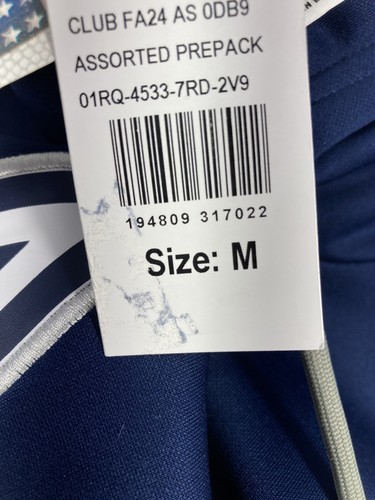 CLUB FA24 AS 0DB9
ASSORTED PREPACK
01RQ-4533-7RD-2V9
194809 317022
Size: M